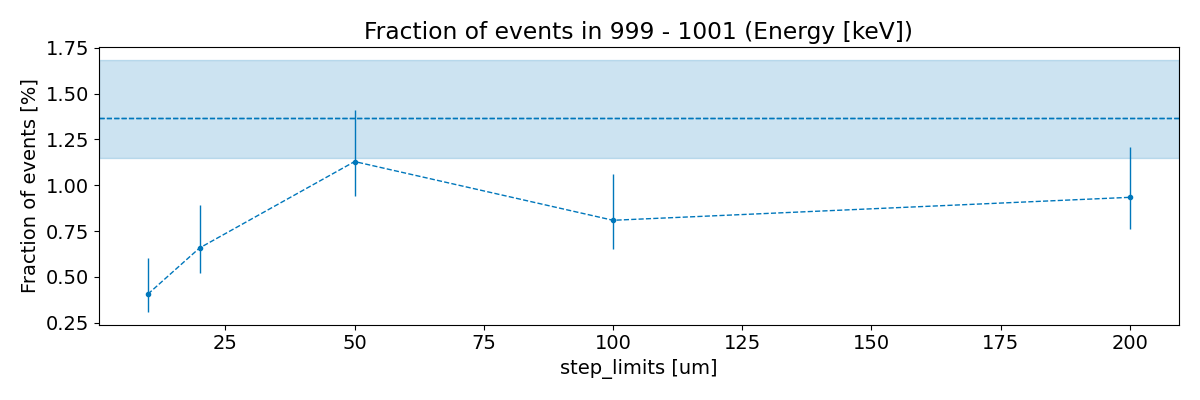 Fraction of events in 999 - 1001 (Energy [keV])
Fraction of events [%]
1.75
1.50
1.25
1.00
0.75
0.50
0.25
25 50 75 100 125 150 175 200
step_limits [um]